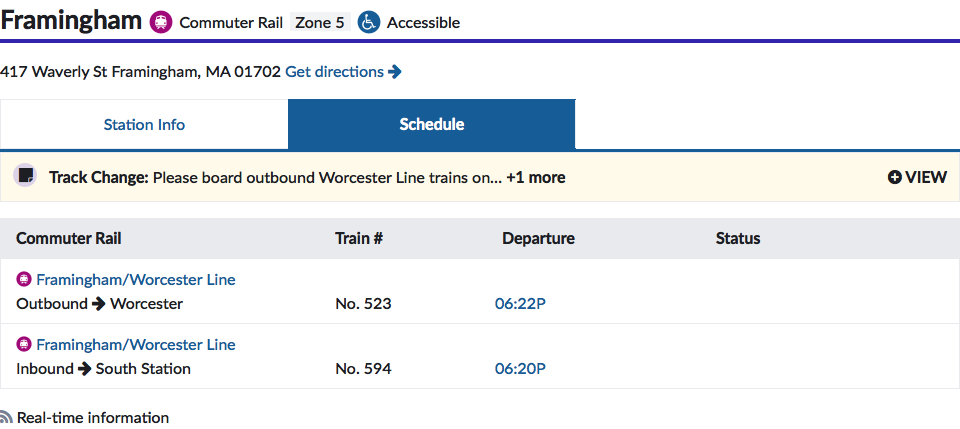 Framingham Commuter Rail Zone 5 Accessible
417 Waverly St Framingham, MA 01702 Get directions
Station Info Schedule
Track Change: Please board outbound Worcester Line trains on... +1 more VIEW
Commuter Rail Train # Departure Status
Framingham/Worcester Line
Outbound Worcester No. 523 06:22P
Framingham/Worcester Line
Inbound South Station No. 594 06:20P
Real-time information